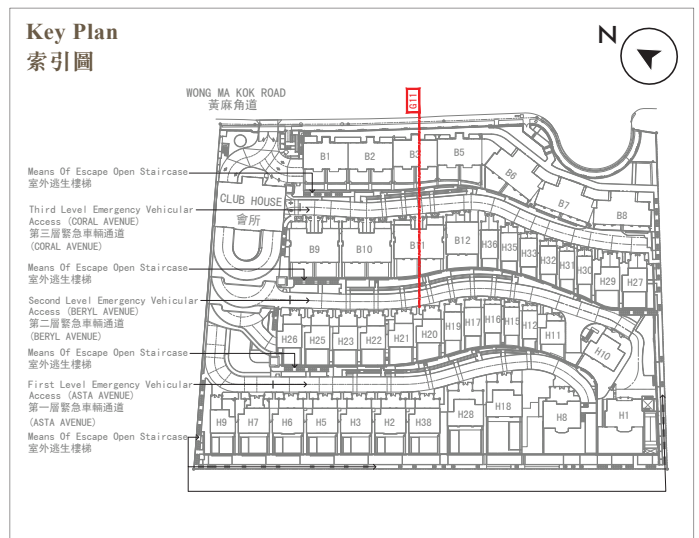 Key Plan
索引圖
N
WONG MA KOK ROAD
黃麻角道
G11
Means Of Escape Open Staircase
室外逃生樓梯
Third Level Emergency Vehicular
Access (CORAL AVENUE)
第三層緊急車輛通道
(CORAL AVENUE)
Means Of Escape Open Staircase
室外逃生樓梯
Second Level Emergency Vehicular
Access (BERYL AVENUE)
第二層緊急車輛通道
(BERYL AVENUE)
Means Of Escape Open Staircase
室外逃生樓梯
First Level Emergency Vehicular
Access (ASTA AVENUE)
第一層緊急車輛通道
(ASTA AVENUE)
Means Of Escape Open Staircase
室外逃生樓梯
CLUB HOUSE
會所
B1 B2 B3 B5 B6 B7 B8
B9 B10 B11 B12 H36 H35 H33 H32 H31 H30 H29 H27
H26 H25 H23 H22 H21 H20 H19 H17 H16 H15 H12 H11 H10
H9 H7 H6 H5 H3 H2 H38 H28 H18 H8 H1